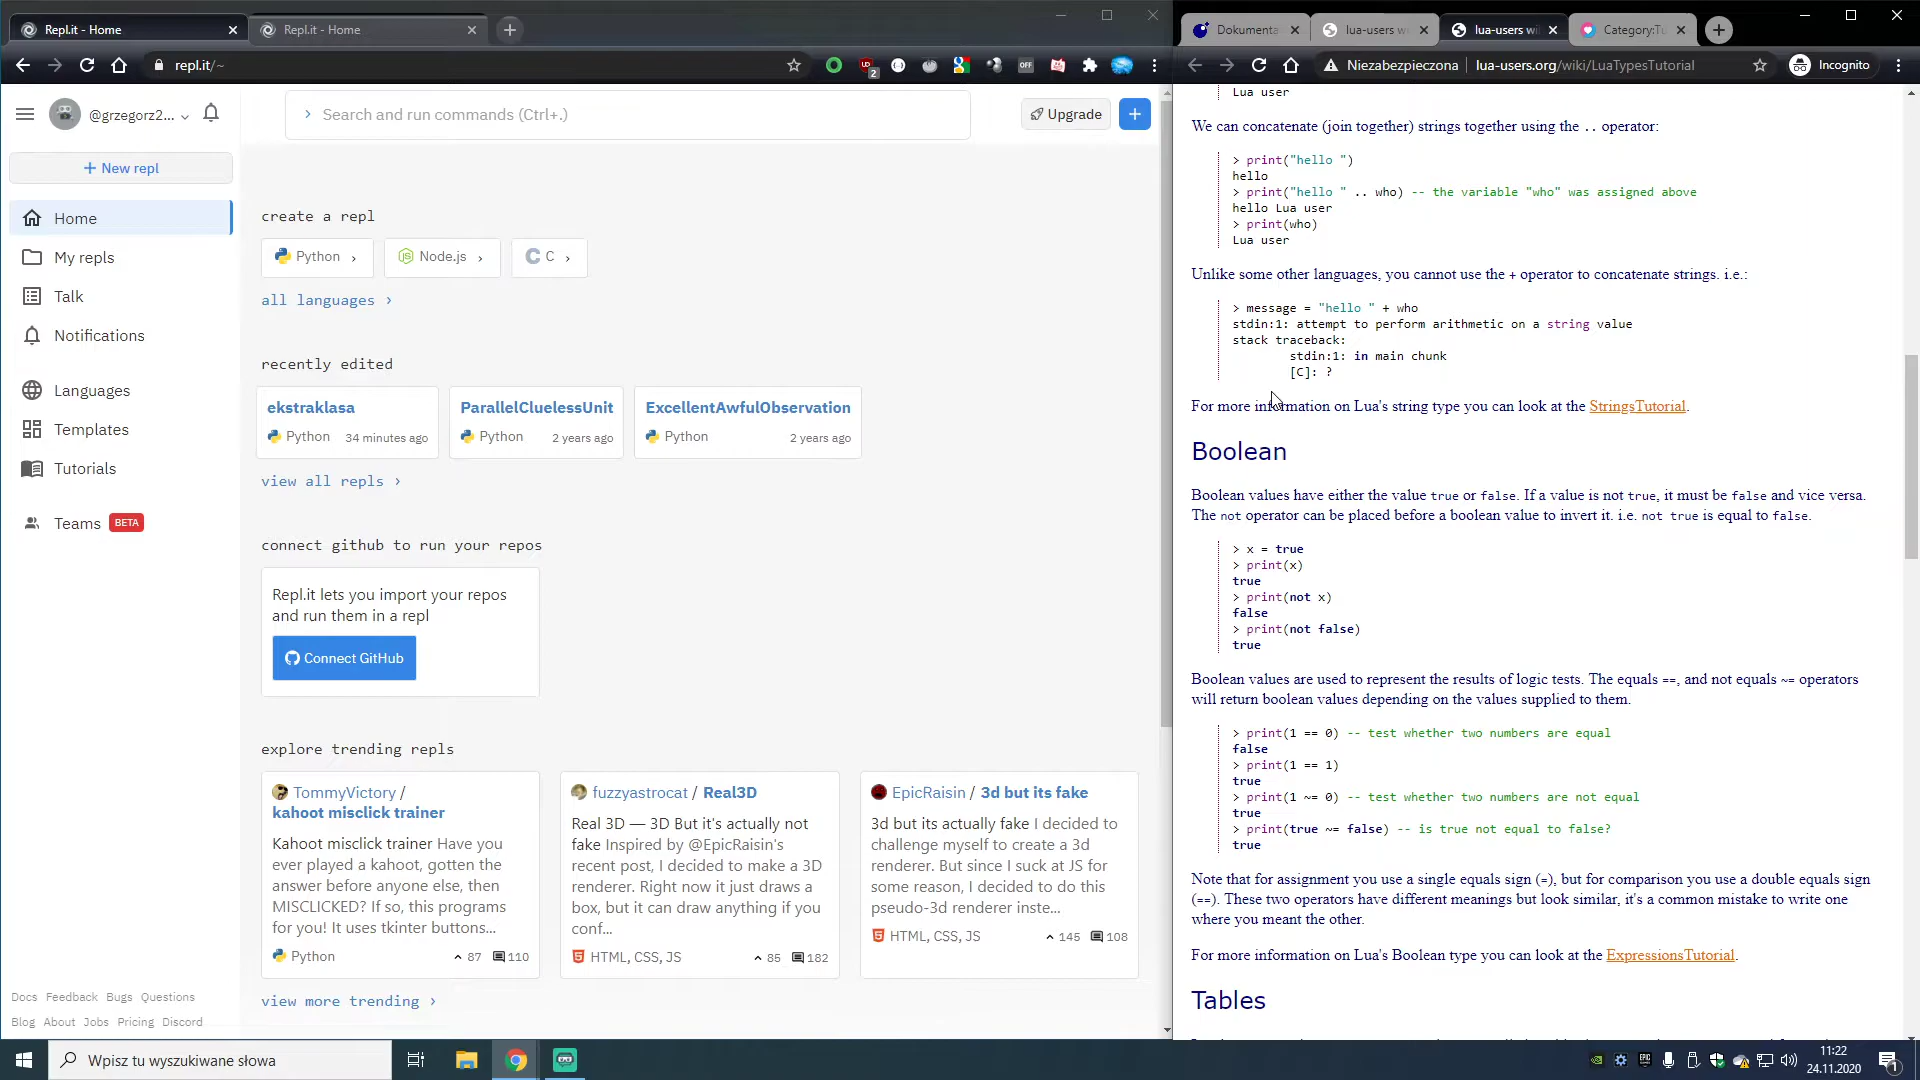 Repl.it - Home
Repl.it - Home
repl.it/~
2
OFF
@grzegorz2...
Search and run commands (Ctrl+.)
Upgrade
+ New repl
Home
My repls
Talk
Notifications
Languages
Templates
Tutorials
Teams BETA
Docs Feedback Bugs Questions
Blog About Jobs Pricing Discord
create a repl
Python
Node.js
C
all languages
recently edited
ekstraklasa
Python 34 minutes ago
ParallelCluelessUnit
Python 2 years ago
ExcellentAwfulObservation
Python 2 years ago
view all repls
connect github to run your repos
Repl.it lets you import your repos
and run them in a repl
Connect GitHub
explore trending repls
TommyVictory /
kahoot misclick trainer
Kahoot misclick trainer Have you
ever played a kahoot, gotten the
answer before anyone else, then
MISCLICKED? If so, this programs
for you! It uses tkinter buttons...
Python 87 110
fuzzyastrocat / Real3D
Real 3D — 3D But it's actually not
fake Inspired by @EpicRaisin's
recent post, I decided to make a 3D
renderer. Right now it just draws a
box, but it can draw anything if you
conf...
HTML, CSS, JS 85 182
EpicRaisin / 3d but its fake
3d but its actually fake I decided to
challenge myself to create a 3d
renderer. But since I suck at JS for
some reason, I decided to do this
pseudo-3d renderer inste...
HTML, CSS, JS 145 108
view more trending
Dokumenta
lua-users w
lua-users wi
Category:Tu
Niezabezpieczona lua-users.org/wiki/LuaTypesTutorial
Incognito
Lua user
We can concatenate (join together) strings together using the .. operator:
> print("hello ")
hello
> print("hello " .. who) -- the variable "who" was assigned above
hello Lua user
> print(who)
Lua user
Unlike some other languages, you cannot use the + operator to concatenate strings. i.e.:
> message = "hello " + who
stdin:1: attempt to perform arithmetic on a string value
stack traceback:
stdin:1: in main chunk
[C]: ?
For more information on Lua's string type you can look at the StringsTutorial.
Boolean
Boolean values have either the value true or false. If a value is not true, it must be false and vice versa.
The not operator can be placed before a boolean value to invert it. i.e. not true is equal to false.
> x = true
> print(x)
true
> print(not x)
false
> print(not false)
true
Boolean values are used to represent the results of logic tests. The equals ==, and not equals ~= operators
will return boolean values depending on the values supplied to them.
> print(1 == 0) -- test whether two numbers are equal
false
> print(1 == 1)
true
> print(1 ~= 0) -- test whether two numbers are not equal
true
> print(true ~= false) -- is true not equal to false?
true
Note that for assignment you use a single equals sign (=), but for comparison you use a double equals sign
(==). These two operators have different meanings but look similar, it's a common mistake to write one
where you meant the other.
For more information on Lua's Boolean type you can look at the ExpressionsTutorial.
Tables
Wpisz tu wyszukiwane słowa
11:22
24.11.2020
1